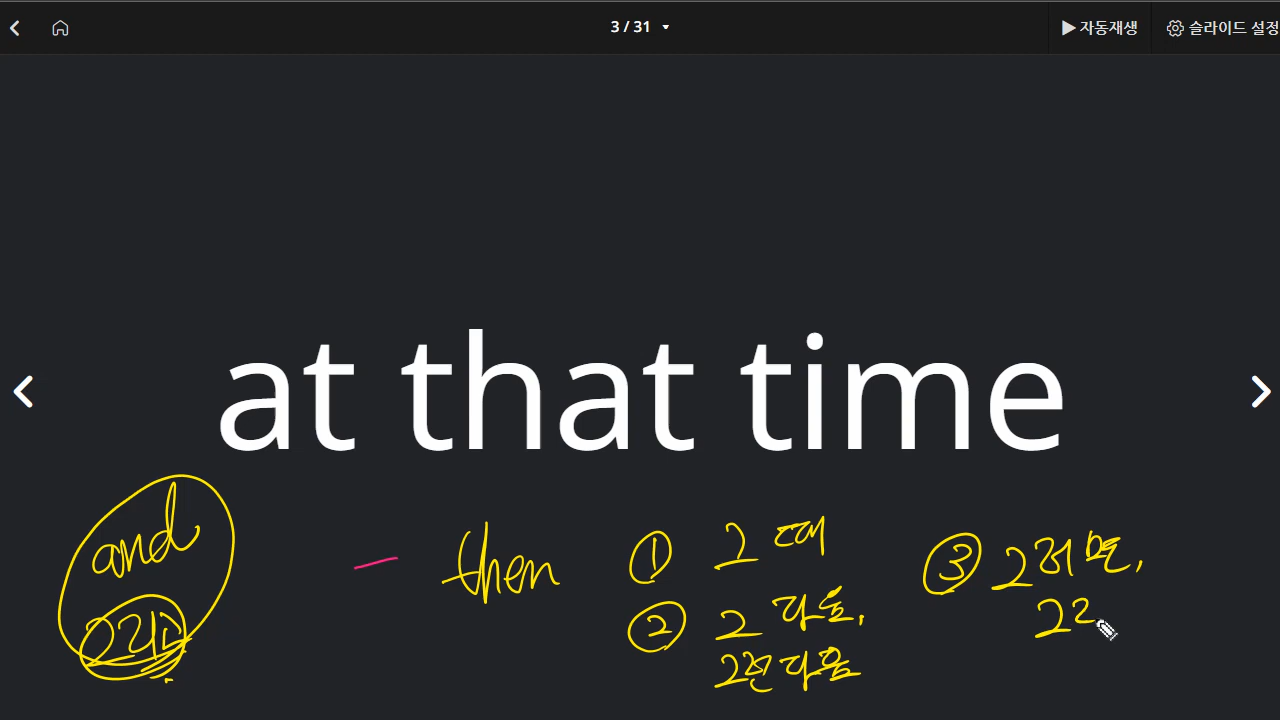 3 / 31
자동재생
슬라이드 설정
at that time
and
그리고
then ① 그 때
② 그 다음,
그런 다음
③ 그러면,